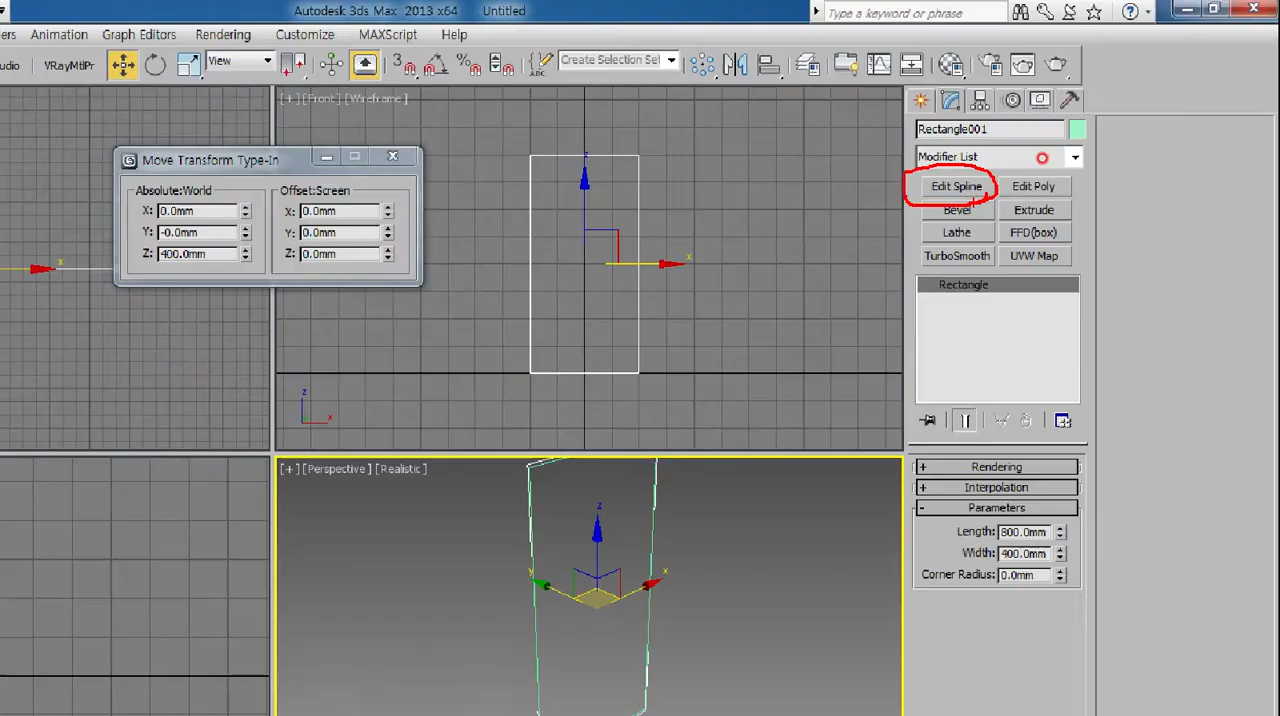 Autodesk 3ds Max 2013 x64 Untitled
Type a keyword or phrase
ers Animation Graph Editors Rendering Customize MAXScript Help
udio VRayMtlPr View 3 % ABC Create Selection Set
[+][Front][Wireframe]
Rectangle001
Modifier List
Edit Spline Edit Poly
Bevel Extrude
Lathe FFD(box)
TurboSmooth UVW Map
Rectangle
Move Transform Type-In
Absolute:World Offset:Screen
X: 0.0mm X: 0.0mm
Y: -0.0mm Y: 0.0mm
Z: 400.0mm Z: 0.0mm
z
x
x
z
x
[+][Perspective][Realistic]
z
y
x
+ Rendering
+ Interpolation
- Parameters
Length: 800.0mm
Width: 400.0mm
Corner Radius: 0.0mm